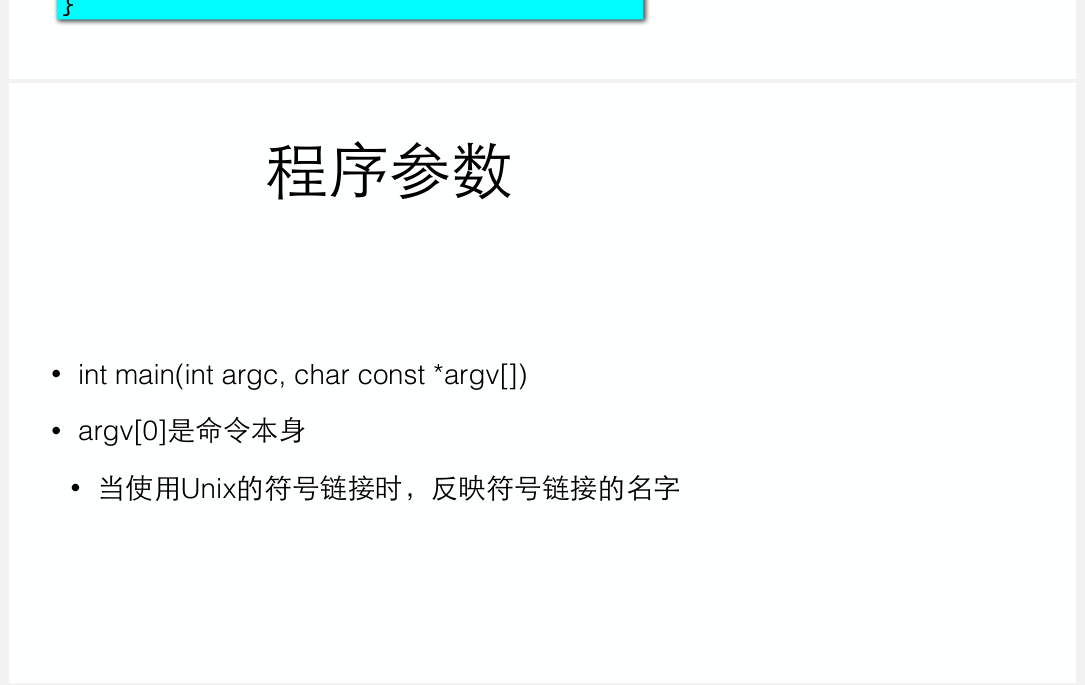 }
程序参数
• int main(int argc, char const *argv[])
• argv[0]是命令本身
• 当使用Unix的符号链接时，反映符号链接的名字